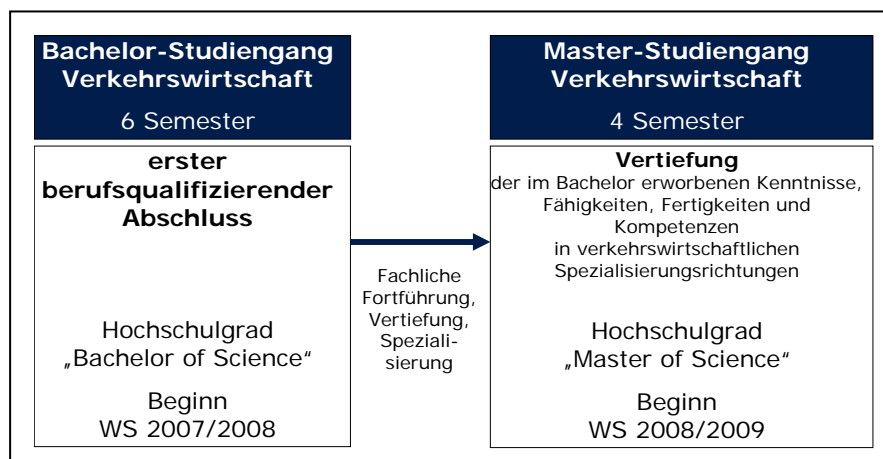 Bachelor-Studiengang
Verkehrswirtschaft
6 Semester
erster
berufsqualifizierender
Abschluss
Hochschulgrad
„Bachelor of Science“
Beginn
WS 2007/2008
Fachliche
Fortführung,
Vertiefung,
Speziali-
sierung
Master-Studiengang
Verkehrswirtschaft
4 Semester
Vertiefung
der im Bachelor erworbenen Kenntnisse,
Fähigkeiten, Fertigkeiten und
Kompetenzen
in verkehrswirtschaftlichen
Spezialisierungsrichtungen
Hochschulgrad
„Master of Science“
Beginn
WS 2008/2009